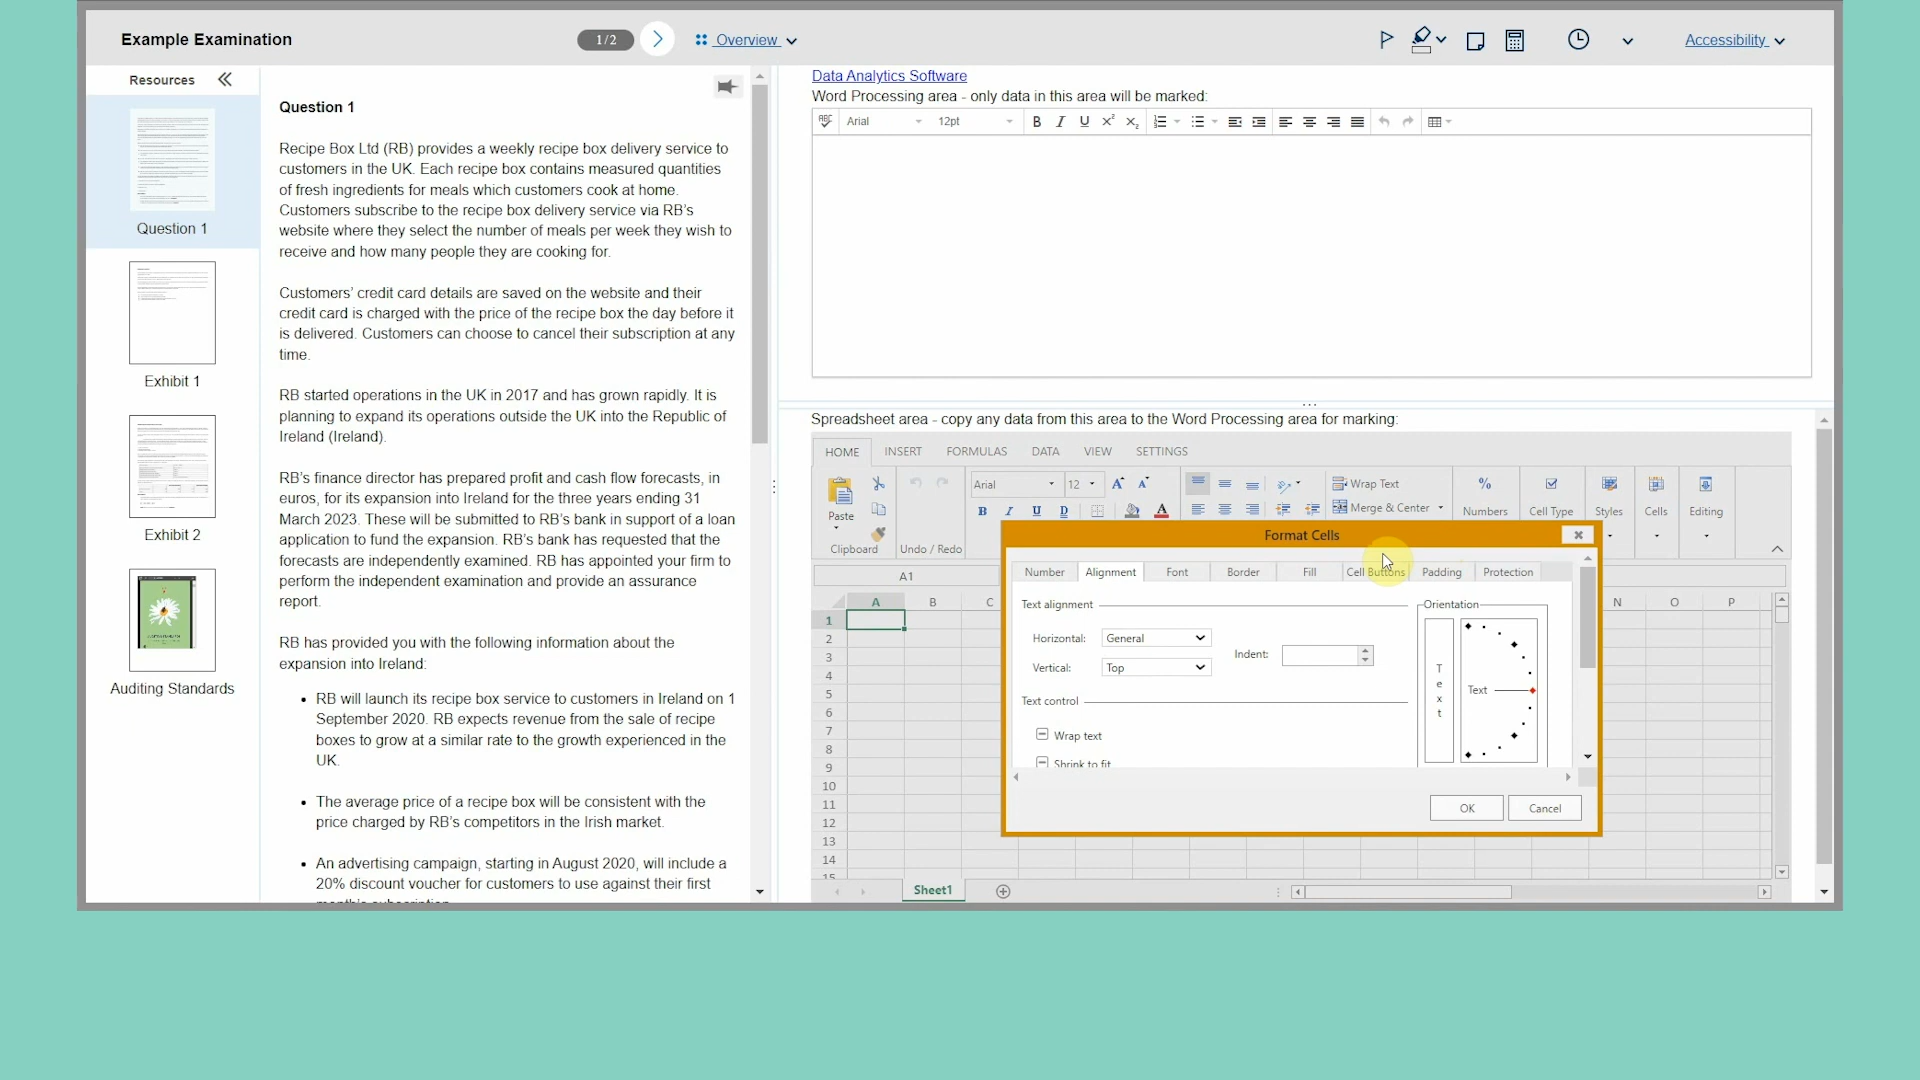 Example Examination
1/2
Overview
Accessibility
Resources
Question 1
Exhibit 1
Exhibit 2
Auditing Standards
Question 1
Recipe Box Ltd (RB) provides a weekly recipe box delivery service to
customers in the UK. Each recipe box contains measured quantities
of fresh ingredients for meals which customers cook at home.
Customers subscribe to the recipe box delivery service via RB's
website where they select the number of meals per week they wish to
receive and how many people they are cooking for.
Customers' credit card details are saved on the website and their
credit card is charged with the price of the recipe box the day before it
is delivered. Customers can choose to cancel their subscription at any
time.
RB started operations in the UK in 2017 and has grown rapidly. It is
planning to expand its operations outside the UK into the Republic of
Ireland (Ireland).
RB's finance director has prepared profit and cash flow forecasts, in
euros, for its expansion into Ireland for the three years ending 31
March 2023. These will be submitted to RB's bank in support of a loan
application to fund the expansion. RB's bank has requested that the
forecasts are independently examined. RB has appointed your firm to
perform the independent examination and provide an assurance
report.
RB has provided you with the following information about the
expansion into Ireland:
• RB will launch its recipe box service to customers in Ireland on 1
September 2020. RB expects revenue from the sale of recipe
boxes to grow at a similar rate to the growth experienced in the
UK.
• The average price of a recipe box will be consistent with the
price charged by RB's competitors in the Irish market.
• An advertising campaign, starting in August 2020, will include a
20% discount voucher for customers to use against their first
Data Analytics Software
Word Processing area - only data in this area will be marked:
ABC Arial 12pt B I U X² X₂
Spreadsheet area - copy any data from this area to the Word Processing area for marking:
HOME INSERT FORMULAS DATA VIEW SETTINGS
Paste
Clipboard
Undo / Redo
Arial 12 A A
B I U D A
Wrap Text
Merge & Center
% Numbers
Cell Type
Styles
Cells
Editing
A1
A B C N O P
1
2
3
4
5
6
7
8
9
10
11
12
13
14
15
Format Cells
Number Alignment Font Border Fill Cell Buttons Padding Protection
Text alignment
Horizontal: General
Vertical: Top
Indent:
Text control
Wrap text
Shrink to fit
Orientation
T
e
x
t
Text
OK Cancel
Sheet1